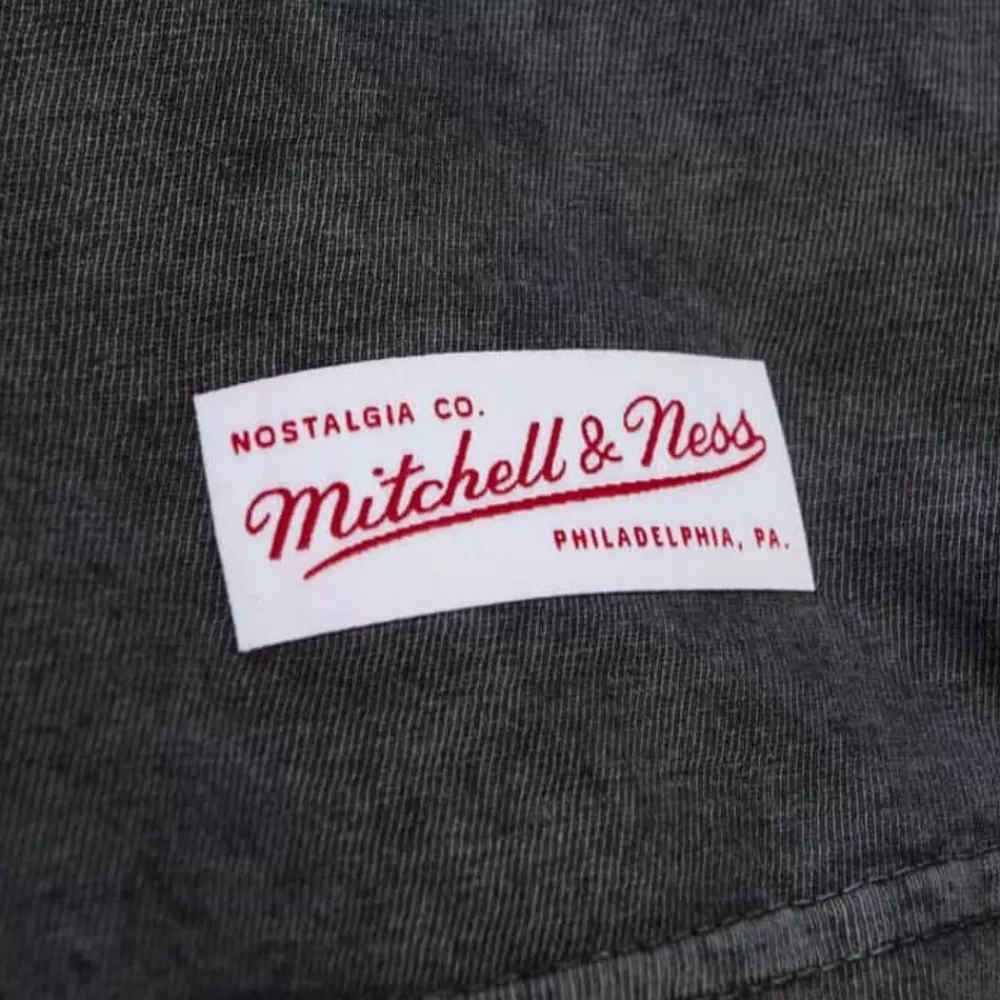 NOSTALGIA CO.
Mitchell & Ness
PHILADELPHIA, PA.